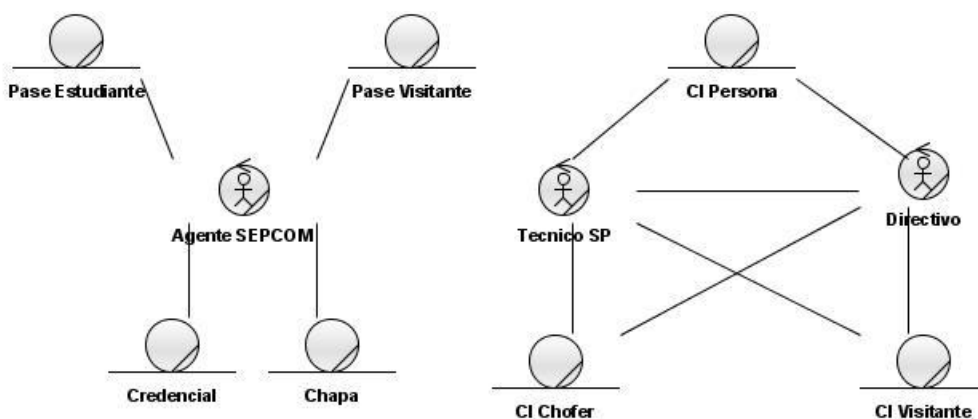 Pase Estudiante
Pase Visitante
CI Persona
Agente SEPCOM
Tecnico SP
Directivo
Credencial
Chapa
CI Chofer
CI Visitante